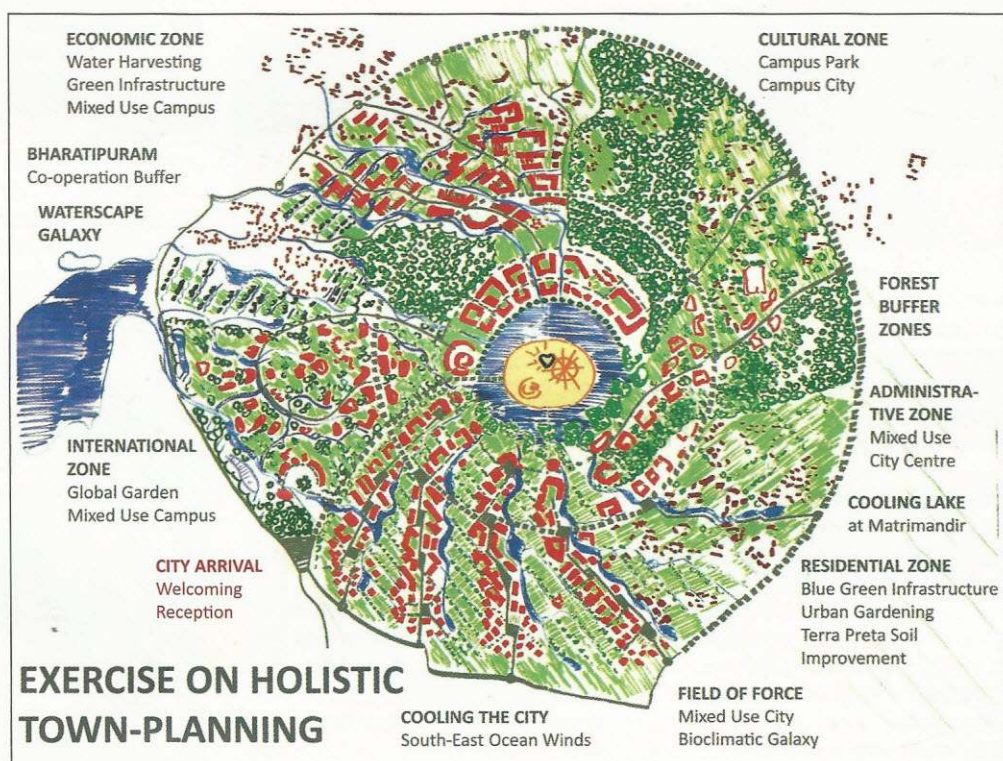 ECONOMIC ZONE
Water Harvesting
Green Infrastructure
Mixed Use Campus
BHARATIPURAM
Co-operation Buffer
WATERSCAPE
GALAXY
INTERNATIONAL
ZONE
Global Garden
Mixed Use Campus
CITY ARRIVAL
Welcoming
Reception
EXERCISE ON HOLISTIC
TOWN-PLANNING
COOLING THE CITY
South-East Ocean Winds
CULTURAL ZONE
Campus Park
Campus City
FOREST
BUFFER
ZONES
ADMINISTRA-
TIVE ZONE
Mixed Use
City Centre
COOLING LAKE
at Matrimandir
RESIDENTIAL ZONE
Blue Green Infrastructure
Urban Gardening
Terra Preta Soil
Improvement
FIELD OF FORCE
Mixed Use City
Bioclimatic Galaxy